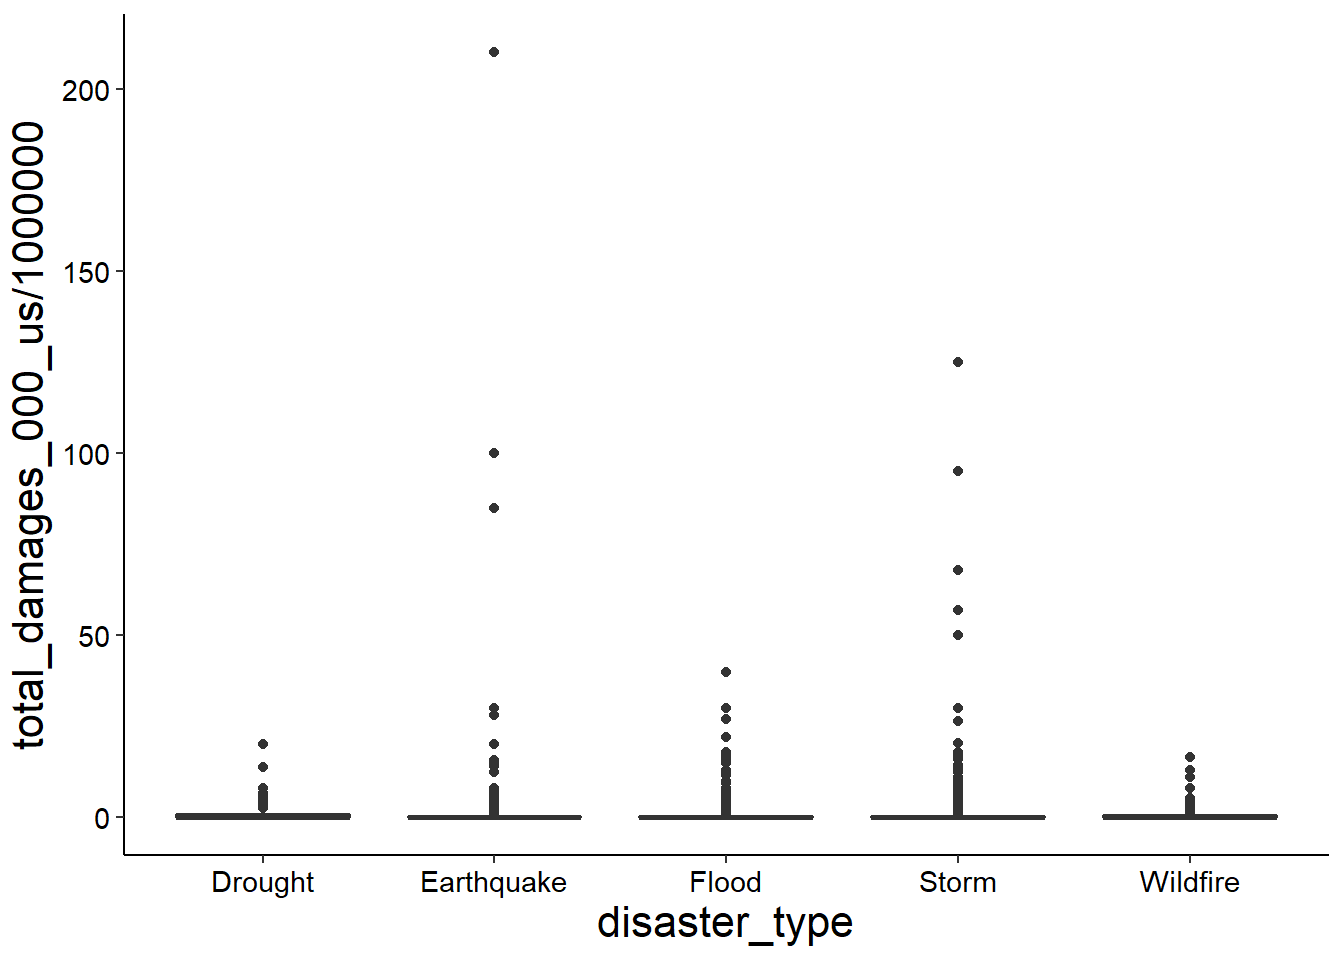 total_damages_000_us/1000000
200
150
100
50
0
Drought Earthquake Flood Storm Wildfire
disaster_type